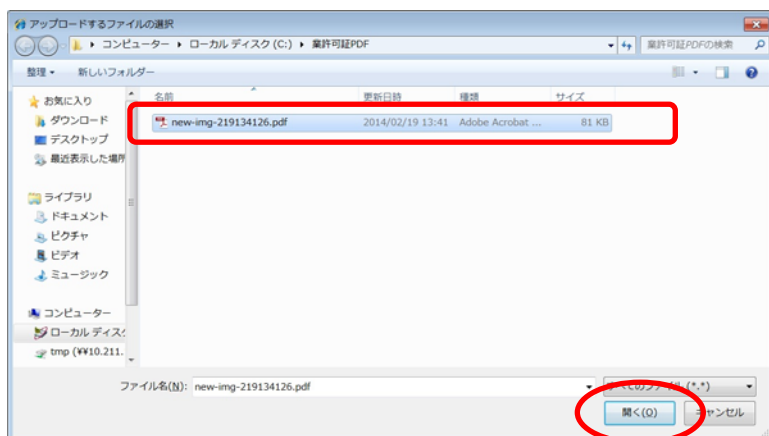 アップロードするファイルの選択
コンピューター ▸ ローカル ディスク (C:) ▸ 業許可証PDF
業許可証PDFの検索
整理 新しいフォルダー
お気に入り
ダウンロード
デスクトップ
最近表示した場所
ライブラリ
ドキュメント
ピクチャ
ビデオ
ミュージック
コンピューター
ローカル ディスク
tmp (¥¥10.211.
名前 更新日時 種類 サイズ
new-img-219134126.pdf 2014/02/19 13:41 Adobe Acrobat ... 81 KB
ファイル名(N): new-img-219134126.pdf
すべてのファイル (*.*)
開く(O) キャンセル